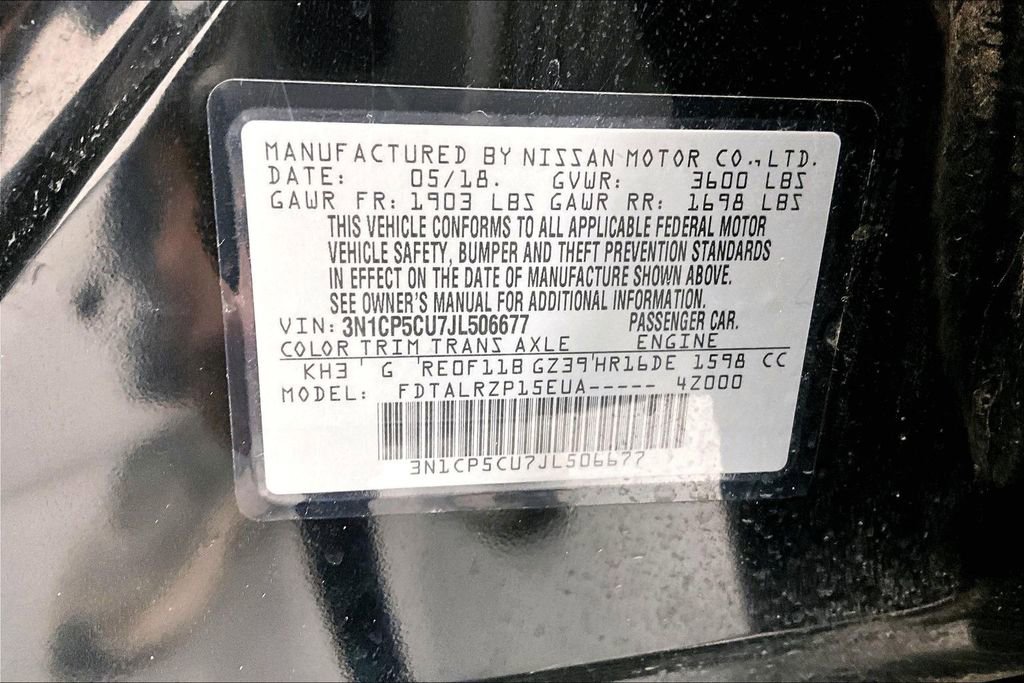 MANUFACTURED BY NISSAN MOTOR CO., LTD.
DATE: 05/18. GVWR: 3600 LBS
GAWR FR: 1903 LBS GAWR RR: 1698 LBS
THIS VEHICLE CONFORMS TO ALL APPLICABLE FEDERAL MOTOR
VEHICLE SAFETY, BUMPER AND THEFT PREVENTION STANDARDS
IN EFFECT ON THE DATE OF MANUFACTURE SHOWN ABOVE.
SEE OWNER'S MANUAL FOR ADDITIONAL INFORMATION.
VIN: 3N1CP5CU7JL506677 PASSENGER CAR.
COLOR TRIM TRANS AXLE ENGINE
KH3 ' G ' RE0F11B GZ39'HR16DE 1598 CC
MODEL: FDTALRZP15EUA----- 4Z000
3N1CP5CU7JL506677